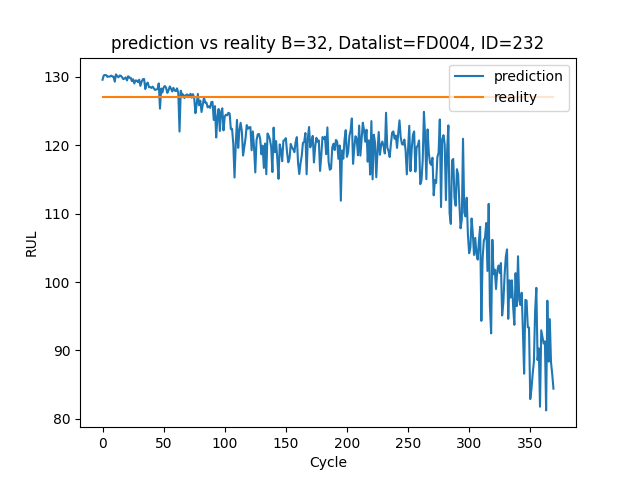 prediction vs reality B=32, Datalist=FD004, ID=232
prediction
reality
130
120
110
100
90
80
RUL
0 50 100 150 200 250 300 350
Cycle